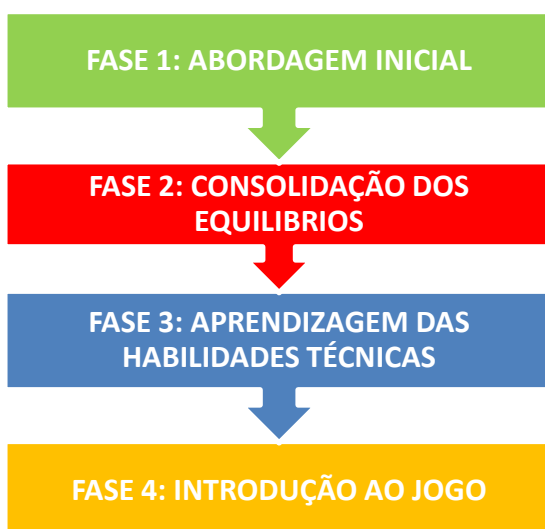 FASE 1: ABORDAGEM INICIAL
FASE 2: CONSOLIDAÇÃO DOS
EQUILIBRIOS
FASE 3: APRENDIZAGEM DAS
HABILIDADES TÉCNICAS
FASE 4: INTRODUÇÃO AO JOGO